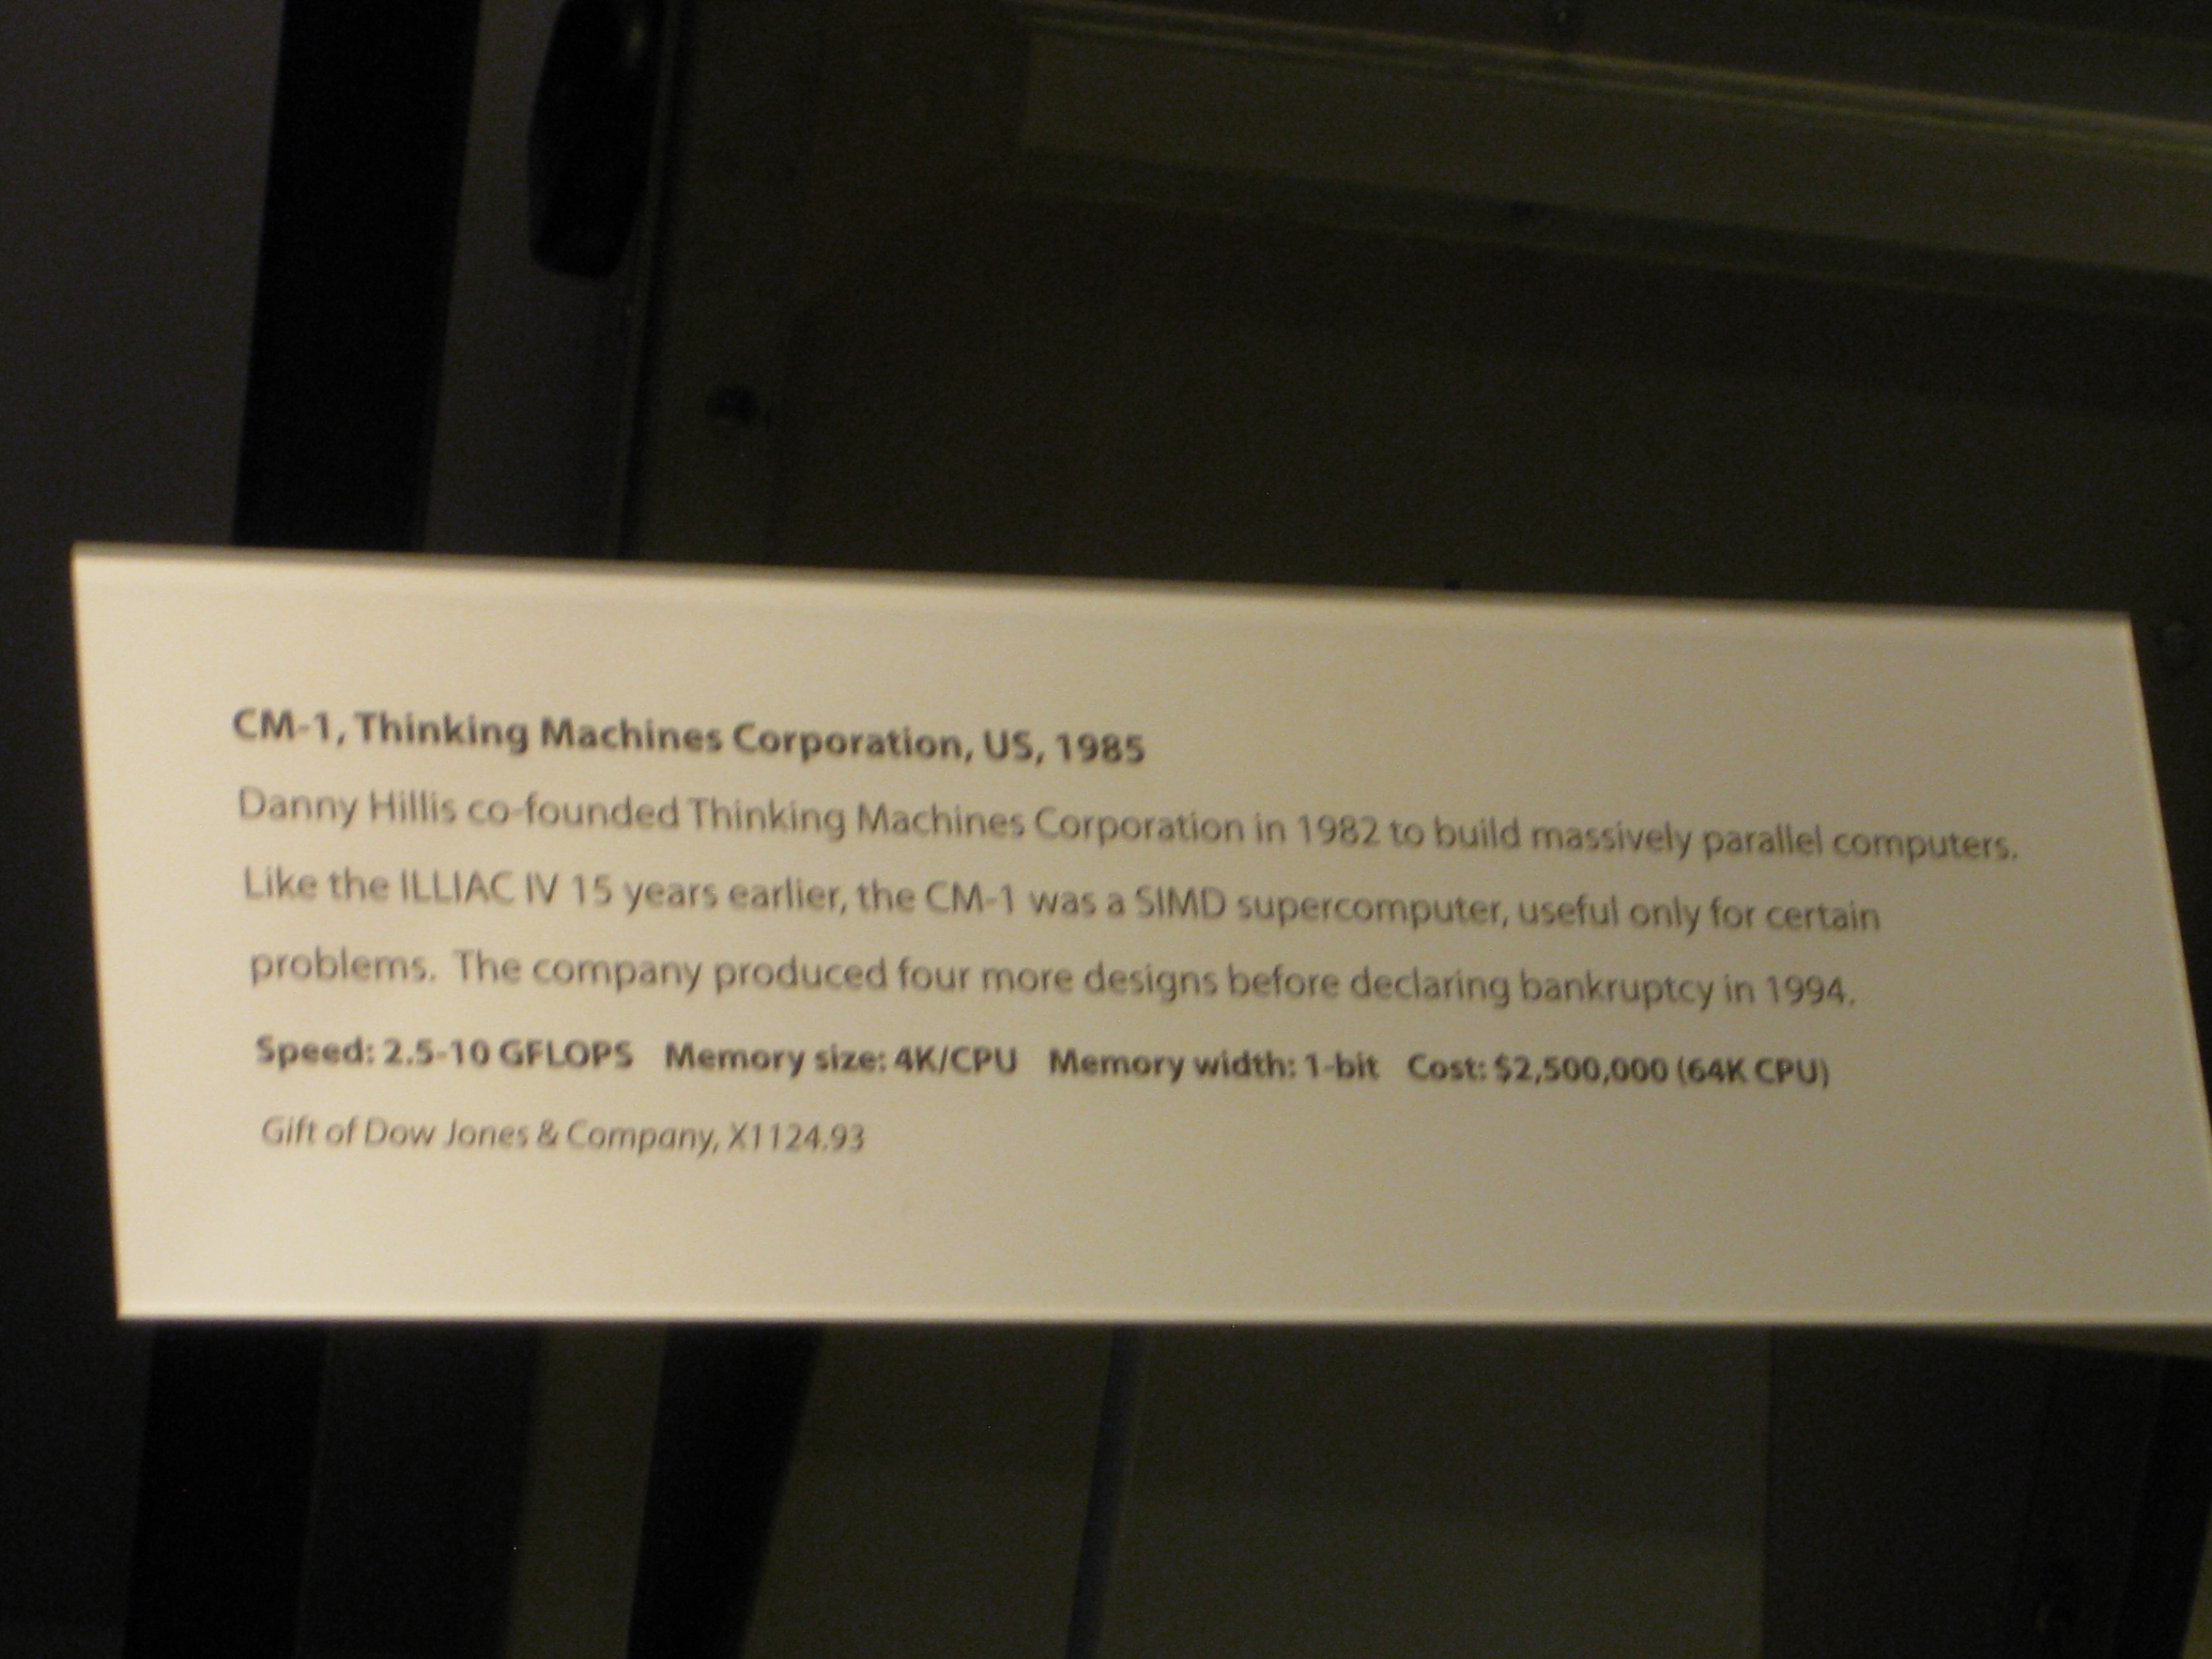 CM-1, Thinking Machines Corporation, US, 1985
Danny Hillis co-founded Thinking Machines Corporation in 1982 to build massively parallel computers.
Like the ILLIAC IV 15 years earlier, the CM-1 was a SIMD supercomputer, useful only for certain
problems. The company produced four more designs before declaring bankruptcy in 1994.
Speed: 2.5-10 GFLOPS Memory size: 4K/CPU Memory width: 1-bit Cost: $2,500,000 (64K CPU)
Gift of Dow Jones & Company, X1124.93